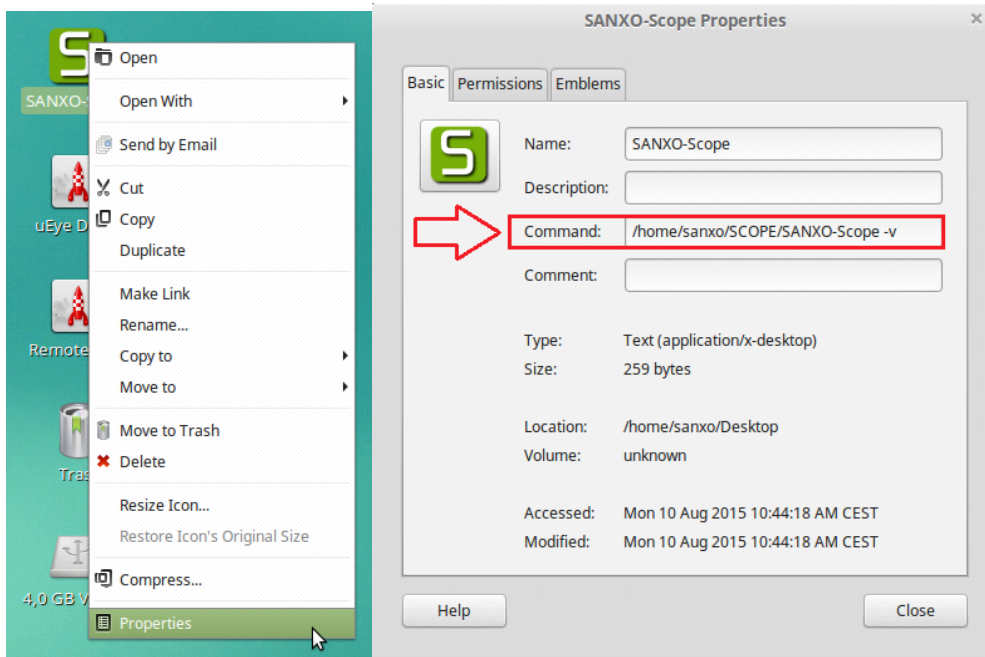 SANXO-
uEye D
Remote
Tras
4,0 GB V
Open
Open With
Send by Email
Cut
Copy
Duplicate
Make Link
Rename...
Copy to
Move to
Move to Trash
Delete
Resize Icon...
Restore Icon's Original Size
Compress...
Properties
SANXO-Scope Properties
Basic Permissions Emblems
S
Name: SANXO-Scope
Description:
Command: /home/sanxo/SCOPE/SANXO-Scope -v
Comment:
Type: Text (application/x-desktop)
Size: 259 bytes
Location: /home/sanxo/Desktop
Volume: unknown
Accessed: Mon 10 Aug 2015 10:44:18 AM CEST
Modified: Mon 10 Aug 2015 10:44:18 AM CEST
Help Close